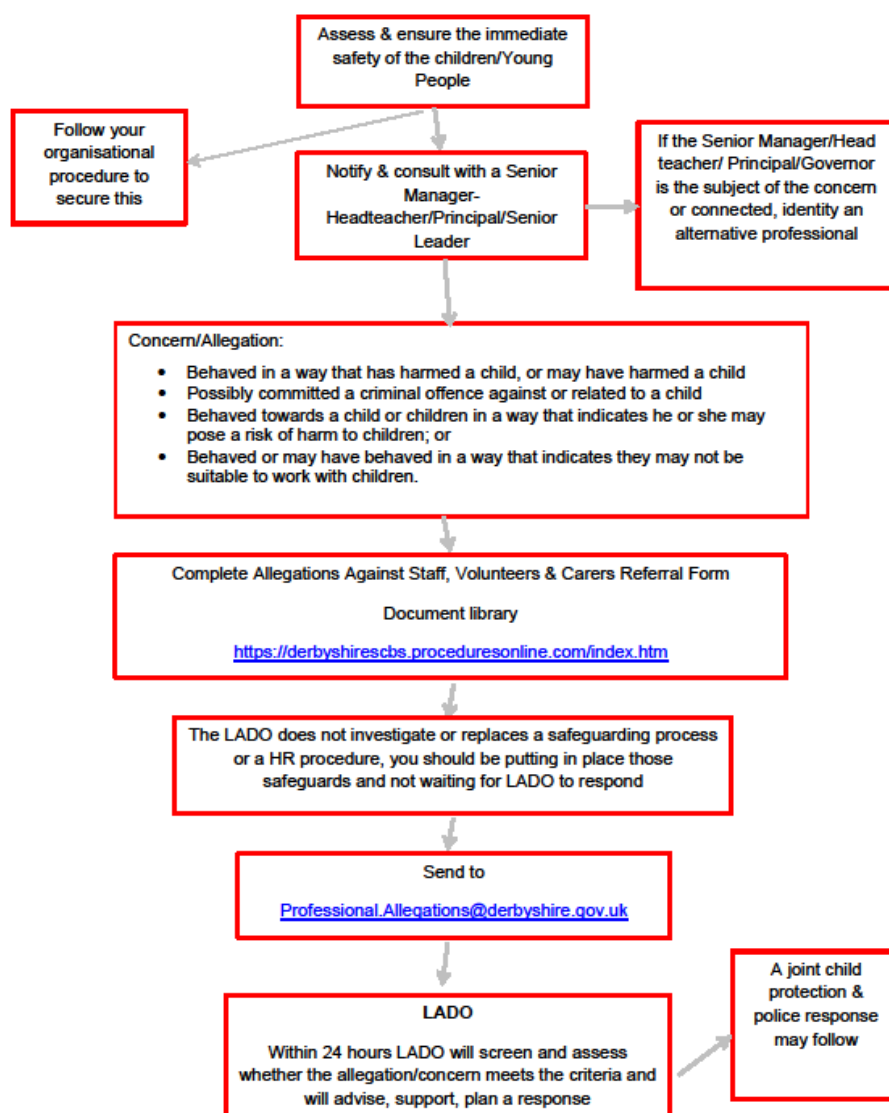 Assess & ensure the immediate
safety of the children/Young
People
Follow your
organisational
procedure to
secure this
Notify & consult with a Senior
Manager-
Headteacher/Principal/Senior
Leader
If the Senior Manager/Head
teacher/ Principal/Governor
is the subject of the concern
or connected, identity an
alternative professional
Concern/Allegation:
• Behaved in a way that has harmed a child, or may have harmed a child
• Possibly committed a criminal offence against or related to a child
• Behaved towards a child or children in a way that indicates he or she may
pose a risk of harm to children; or
• Behaved or may have behaved in a way that indicates they may not be
suitable to work with children.
Complete Allegations Against Staff, Volunteers & Carers Referral Form
Document library
https://derbyshirescbs.proceduresonline.com/index.htm
The LADO does not investigate or replaces a safeguarding process
or a HR procedure, you should be putting in place those
safeguards and not waiting for LADO to respond
Send to
Professional.Allegations@derbyshire.gov.uk
A joint child
protection &
police response
may follow
LADO
Within 24 hours LADO will screen and assess
whether the allegation/concern meets the criteria and
will advise, support, plan a response